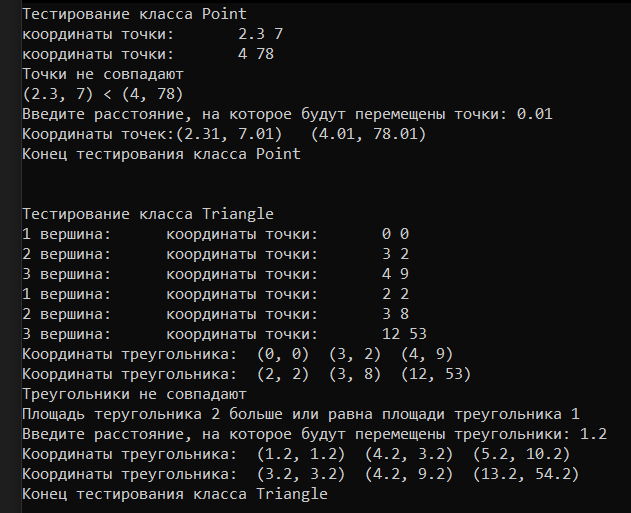 Тестирование класса Point
координаты точки: 2.3 7
координаты точки: 4 78
Точки не совпадают
(2.3, 7) < (4, 78)
Введите расстояние, на которое будут перемещены точки: 0.01
Координаты точек:(2.31, 7.01) (4.01, 78.01)
Конец тестирования класса Point
Тестирование класса Triangle
1 вершина: координаты точки: 0 0
2 вершина: координаты точки: 3 2
3 вершина: координаты точки: 4 9
1 вершина: координаты точки: 2 2
2 вершина: координаты точки: 3 8
3 вершина: координаты точки: 12 53
Координаты треугольника: (0, 0) (3, 2) (4, 9)
Координаты треугольника: (2, 2) (3, 8) (12, 53)
Треугольники не совпадают
Площадь теругольника 2 больше или равна площади треугольника 1
Введите расстояние, на которое будут перемещены треугольники: 1.2
Координаты треугольника: (1.2, 1.2) (4.2, 3.2) (5.2, 10.2)
Координаты треугольника: (3.2, 3.2) (4.2, 9.2) (13.2, 54.2)
Конец тестирования класса Triangle